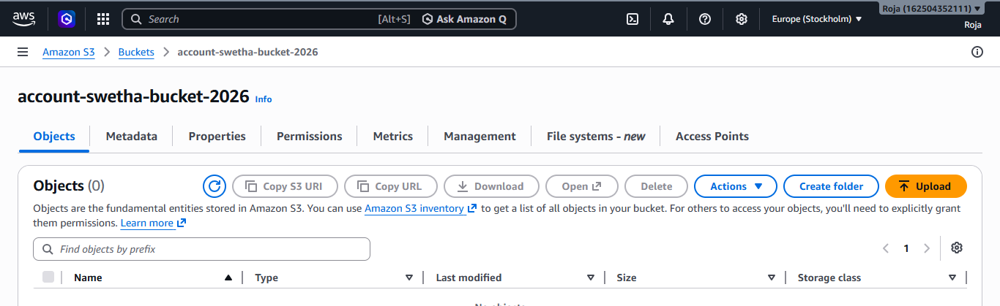 aws Search [Alt+S] Ask Amazon Q Europe (Stockholm) Roja (162504352111)
Roja
Amazon S3 Buckets account-swetha-bucket-2026
account-swetha-bucket-2026 Info
Objects Metadata Properties Permissions Metrics Management File systems - new Access Points
Objects (0) Copy S3 URI Copy URL Download Open Delete Actions Create folder Upload
Objects are the fundamental entities stored in Amazon S3. You can use Amazon S3 inventory to get a list of all objects in your bucket. For others to access your objects, you'll need to explicitly grant
them permissions. Learn more
Find objects by prefix 1
Name Type Last modified Size Storage class
No objects